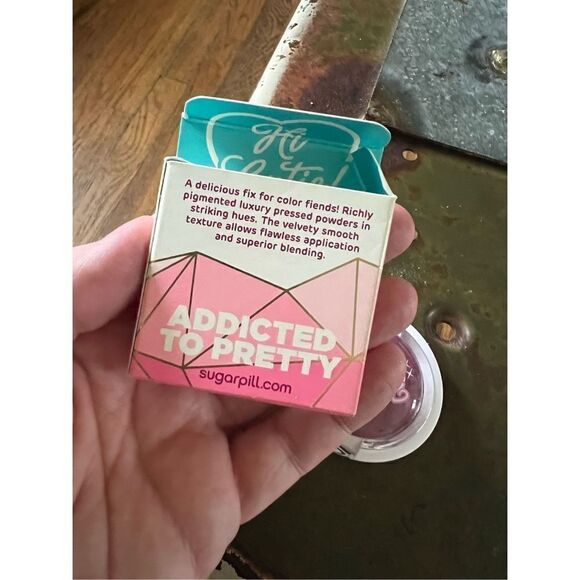 Hi
A delicious fix for color fiends! Richly
pigmented luxury pressed powders in
striking hues. The velvety smooth
texture allows flawless application
and superior blending.
ADDICTED
TO PRETTY
sugarpill.com